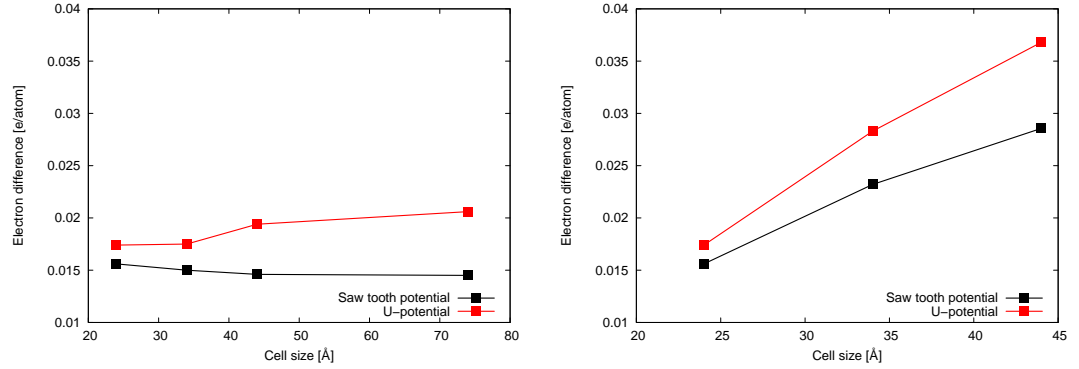 0.04
0.035
0.03
0.025
0.02
0.015
0.01
Electron difference [e/atom]
20 30 40 50 60 70 80
Cell size [Å]
Saw tooth potential
U−potential
0.04
0.035
0.03
0.025
0.02
0.015
0.01
Electron difference [e/atom]
20 25 30 35 40 45
Cell size [Å]
Saw tooth potential
U−potential